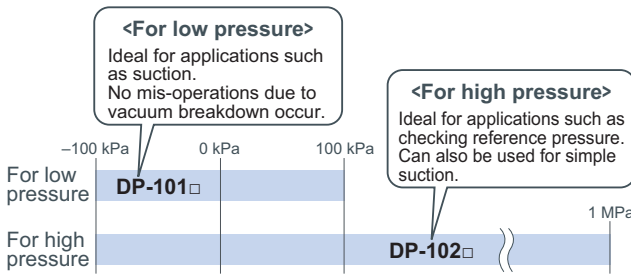 <For low pressure>
Ideal for applications such
as suction.
No mis-operations due to
vacuum breakdown occur.
<For high pressure>
Ideal for applications such as
checking reference pressure.
Can also be used for simple
suction.
–100 kPa 0 kPa 100 kPa
For low
pressure
DP-101□
1 MPa
For high
pressure
DP-102□